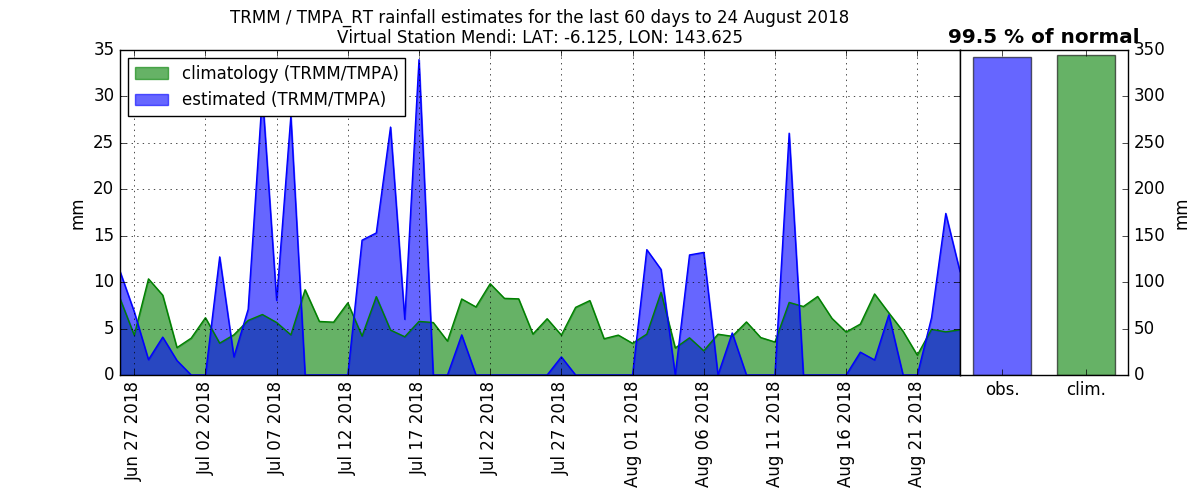 TRMM / TMPA_RT rainfall estimates for the last 60 days to 24 August 2018
Virtual Station Mendi: LAT: -6.125, LON: 143.625
99.5 % of normal
climatology (TRMM/TMPA)
estimated (TRMM/TMPA)
35
30
25
20
15
10
5
0
mm
Jun 27 2018
Jul 02 2018
Jul 07 2018
Jul 12 2018
Jul 17 2018
Jul 22 2018
Jul 27 2018
Aug 01 2018
Aug 06 2018
Aug 11 2018
Aug 16 2018
Aug 21 2018
obs.
clim.
350
300
250
200
150
100
50
0
mm